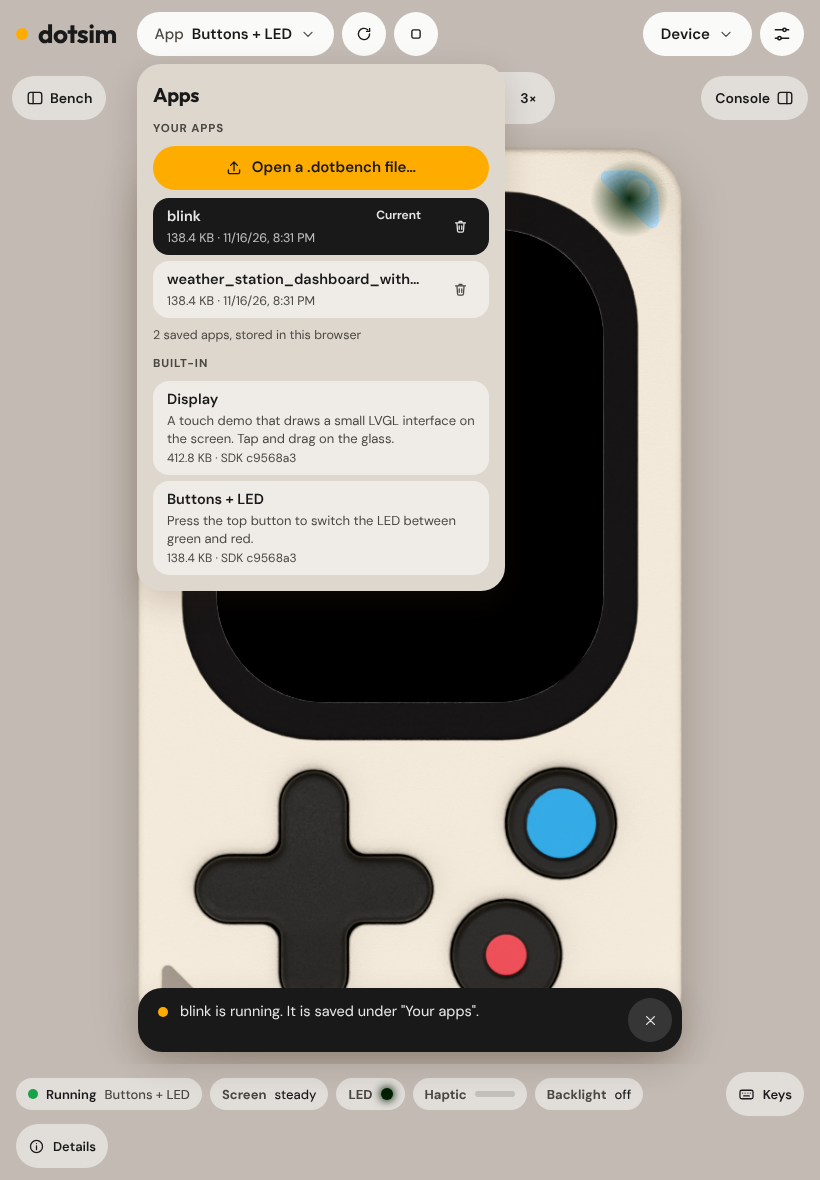 dotsim
App Buttons + LED
Device
Bench
3×
Console
Apps
YOUR APPS
Open a .dotbench file...
blink
Current
138.4 KB · 11/16/26, 8:31 PM
weather_station_dashboard_with...
138.4 KB · 11/16/26, 8:31 PM
2 saved apps, stored in this browser
BUILT-IN
Display
A touch demo that draws a small LVGL interface on
the screen. Tap and drag on the glass.
412.8 KB · SDK c9568a3
Buttons + LED
Press the top button to switch the LED between
green and red.
138.4 KB · SDK c9568a3
blink is running. It is saved under "Your apps".
Running Buttons + LED
Screen steady
LED
Haptic
Backlight off
Keys
Details